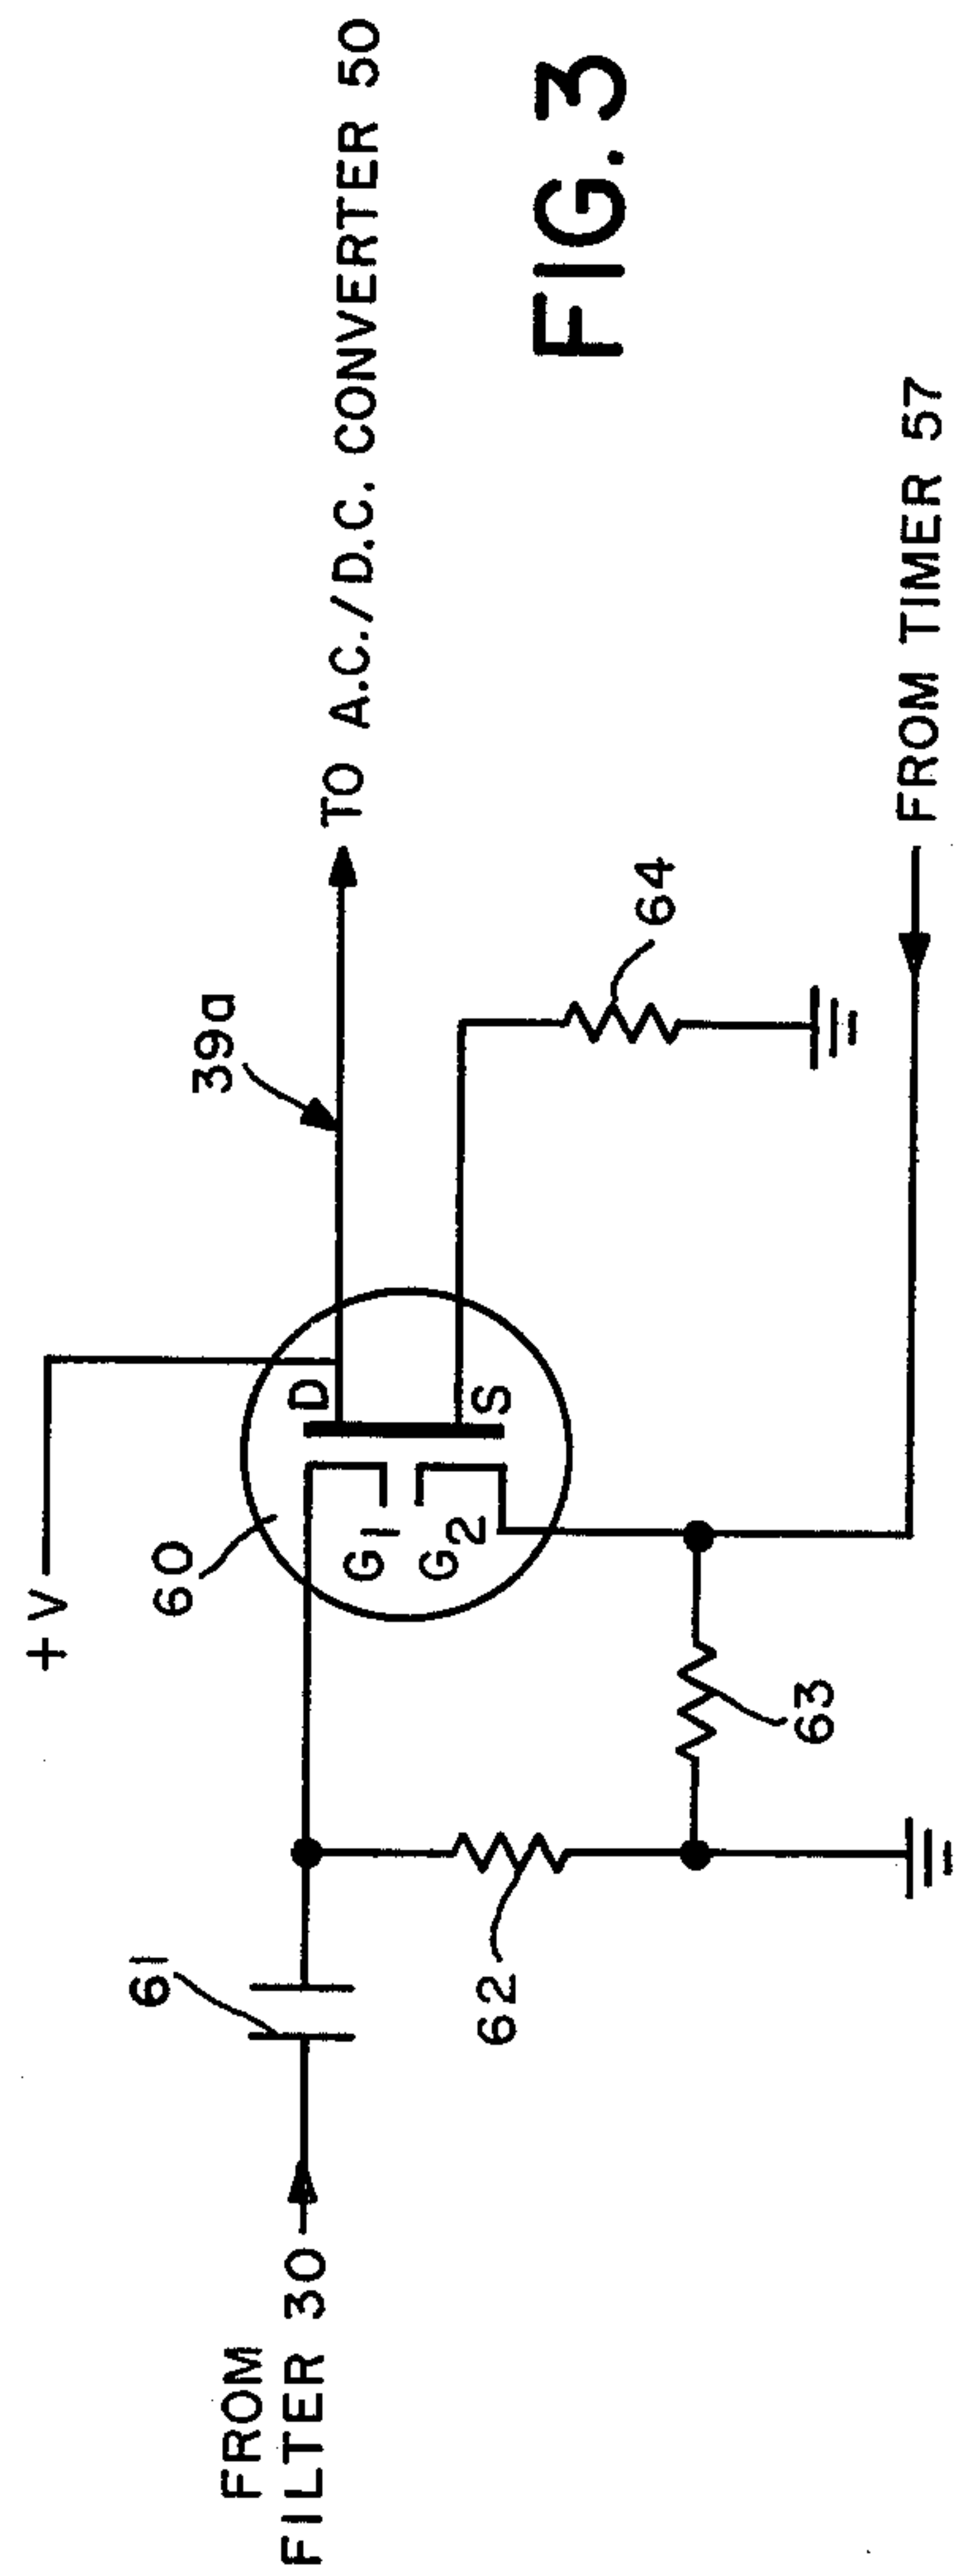 +V
60
39a
D
TO A.C./D.C. CONVERTER 50
61
FROM
FILTER 30
G1
G2
S
64
62
63
FROM TIMER 57
FIG. 3